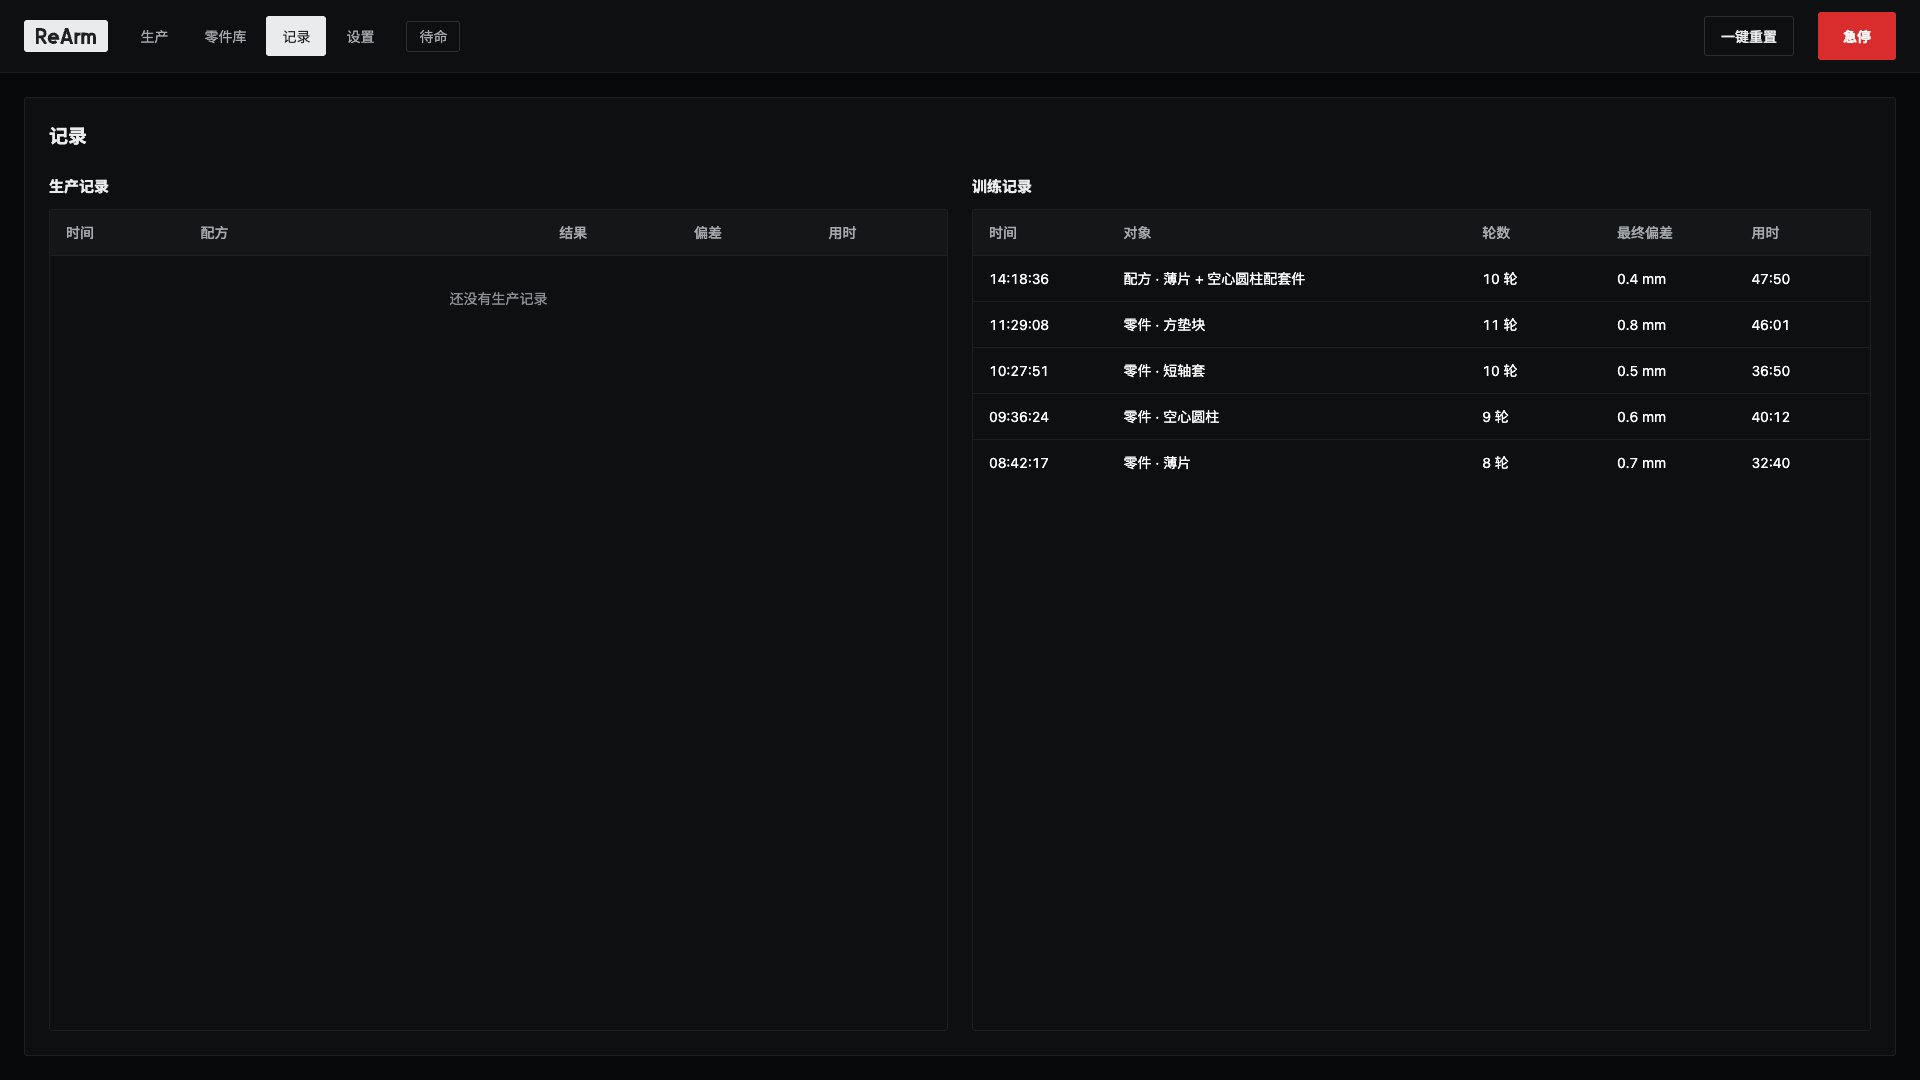 ReArm 生产 零件库 记录 设置 待命 一键重置 急停
记录
生产记录
时间 配方 结果 偏差 用时
还没有生产记录
训练记录
时间 对象 轮数 最终偏差 用时
14:18:36 配方 · 薄片 + 空心圆柱配套件 10 轮 0.4 mm 47:50
11:29:08 零件 · 方垫块 11 轮 0.8 mm 46:01
10:27:51 零件 · 短轴套 10 轮 0.5 mm 36:50
09:36:24 零件 · 空心圆柱 9 轮 0.6 mm 40:12
08:42:17 零件 · 薄片 8 轮 0.7 mm 32:40